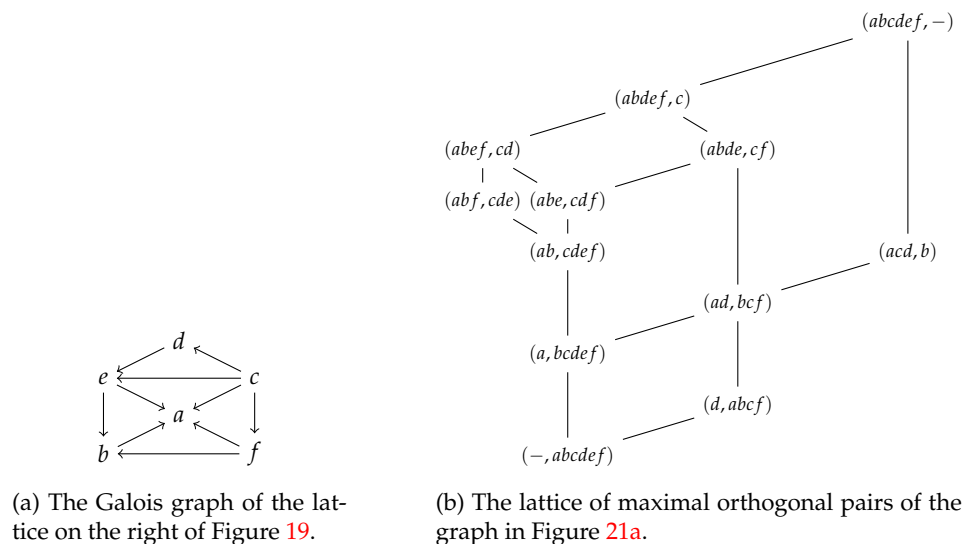 (abcdef, −)
(abdef, c)
(abef, cd) (abde, cf)
(abf, cde) (abe, cdf)
(ab, cdef) (acd, b)
(ad, bcf)
d
(a, bcdef)
e c
(d, abcf)
a
b f (−, abcdef)
(a) The Galois graph of the lat-
tice on the right of Figure 19.
(b) The lattice of maximal orthogonal pairs of the
graph in Figure 21a.